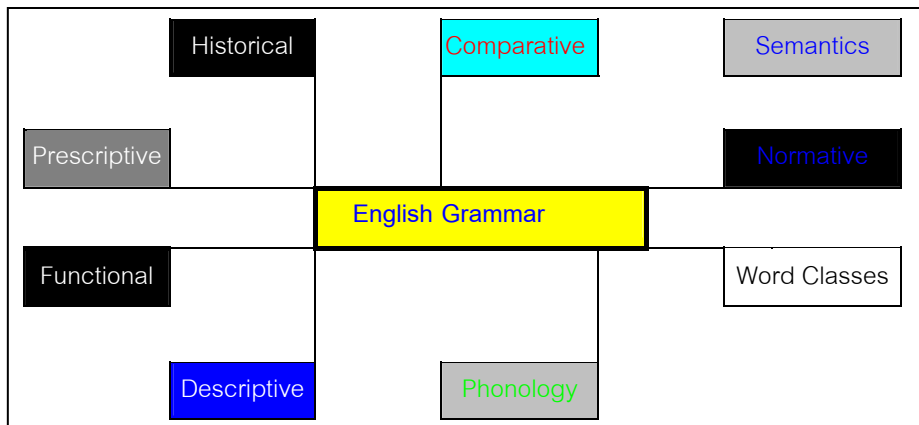 Historical
Comparative
Semantics
Prescriptive
Normative
English Grammar
Functional
Word Classes
Descriptive
Phonology